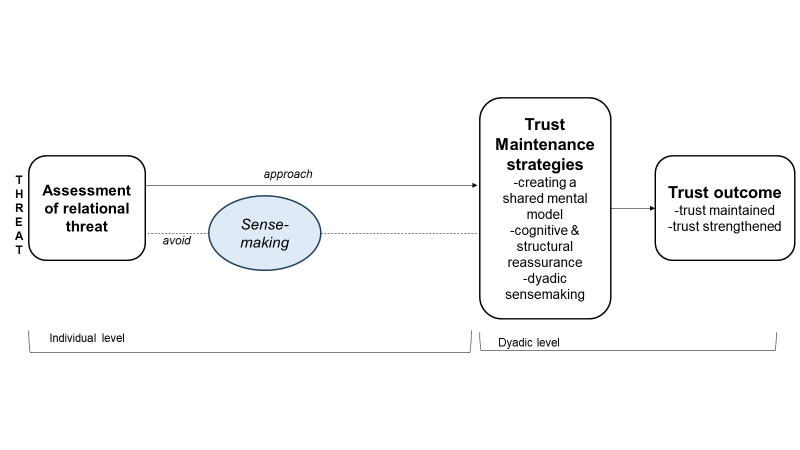 THREAT
Assessment
of relational
threat
approach
avoid
Sense-
making
Trust
Maintenance
strategies
-creating a
shared mental
model
-cognitive &
structural
reassurance
-dyadic
sensemaking
Trust outcome
-trust maintained
-trust strengthened
Individual level
Dyadic level